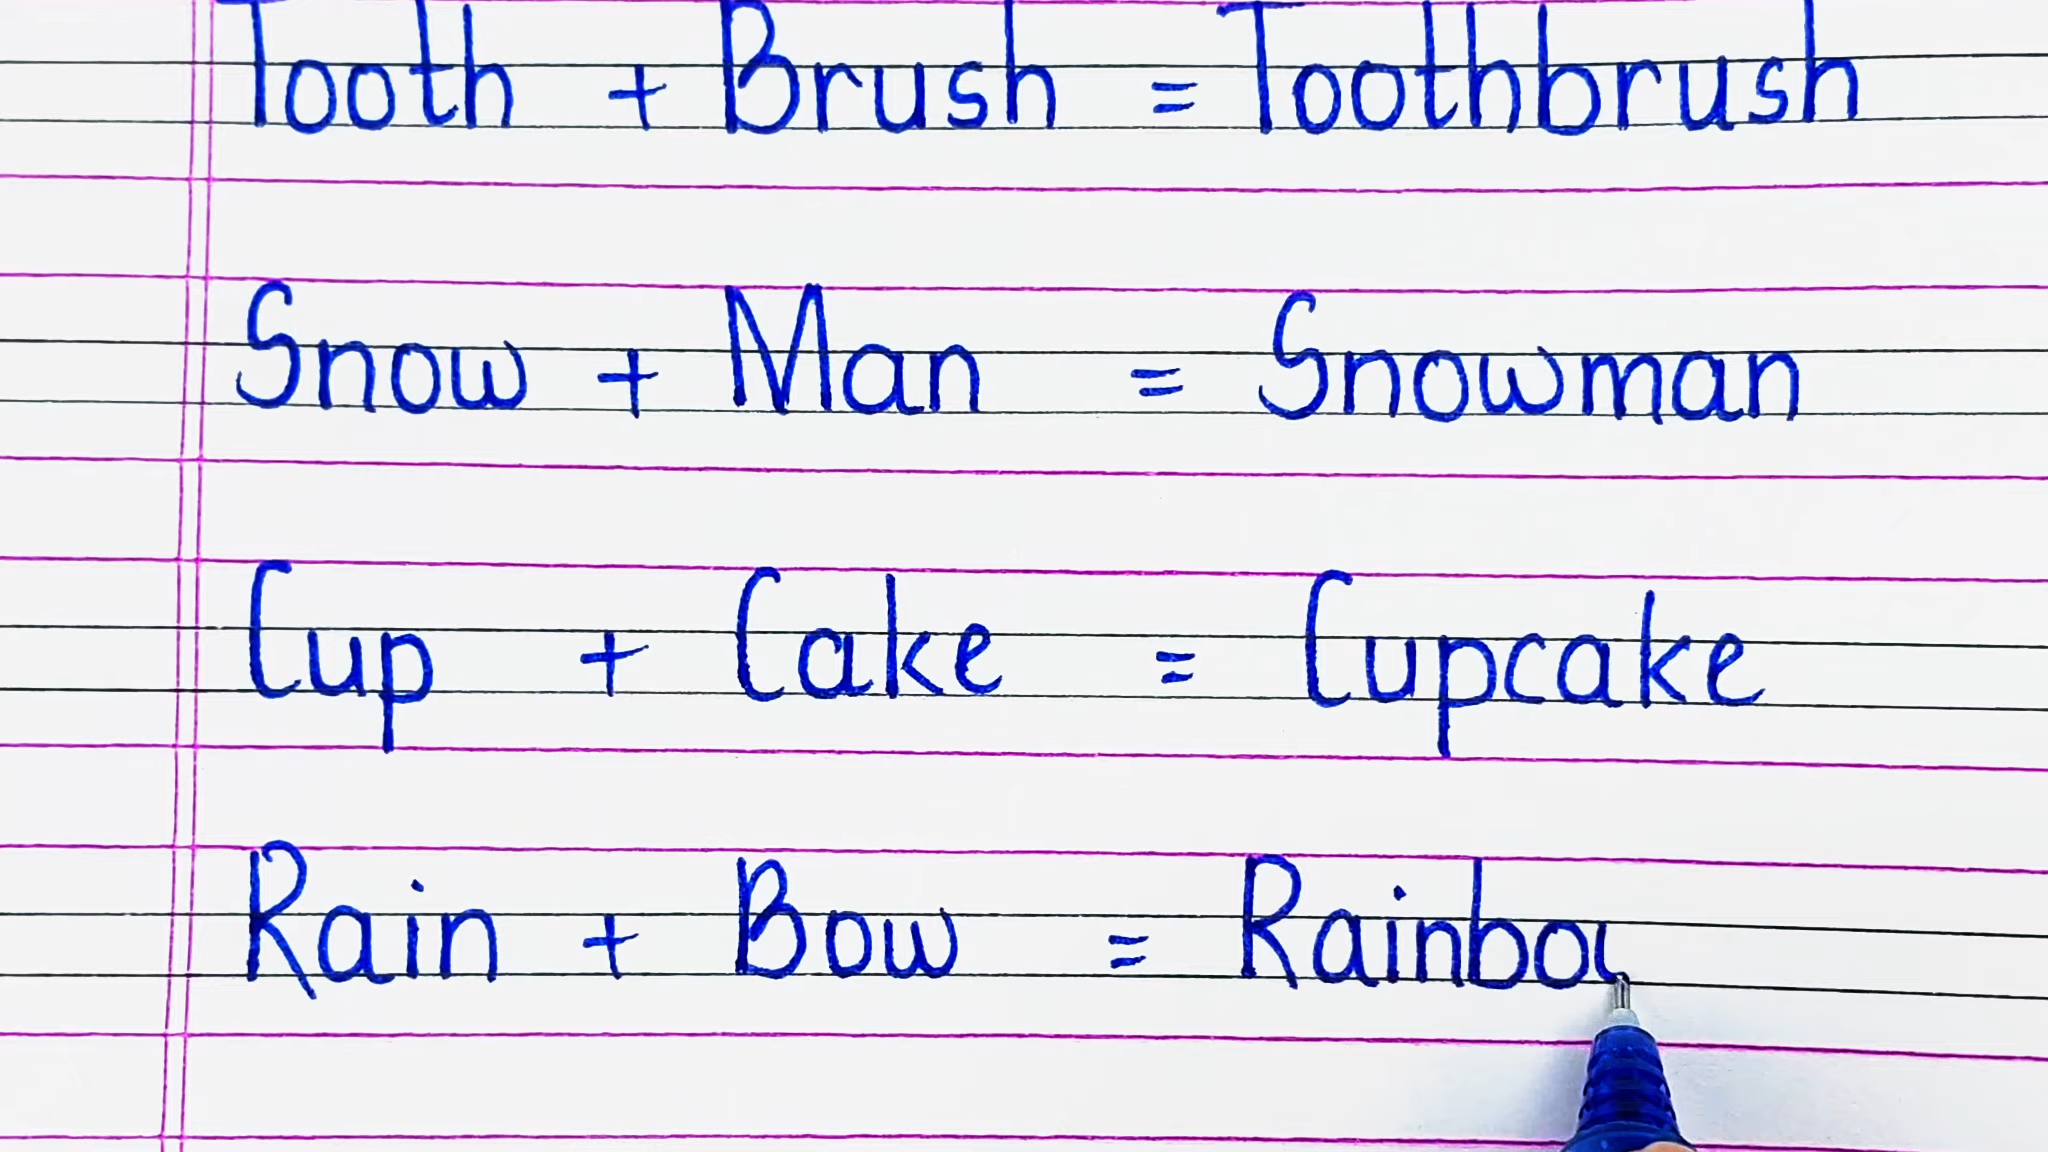 Tooth + Brush = Toothbrush
Snow + Man = Snowman
Cup + Cake = Cupcake
Rain + Bow = Rainbo